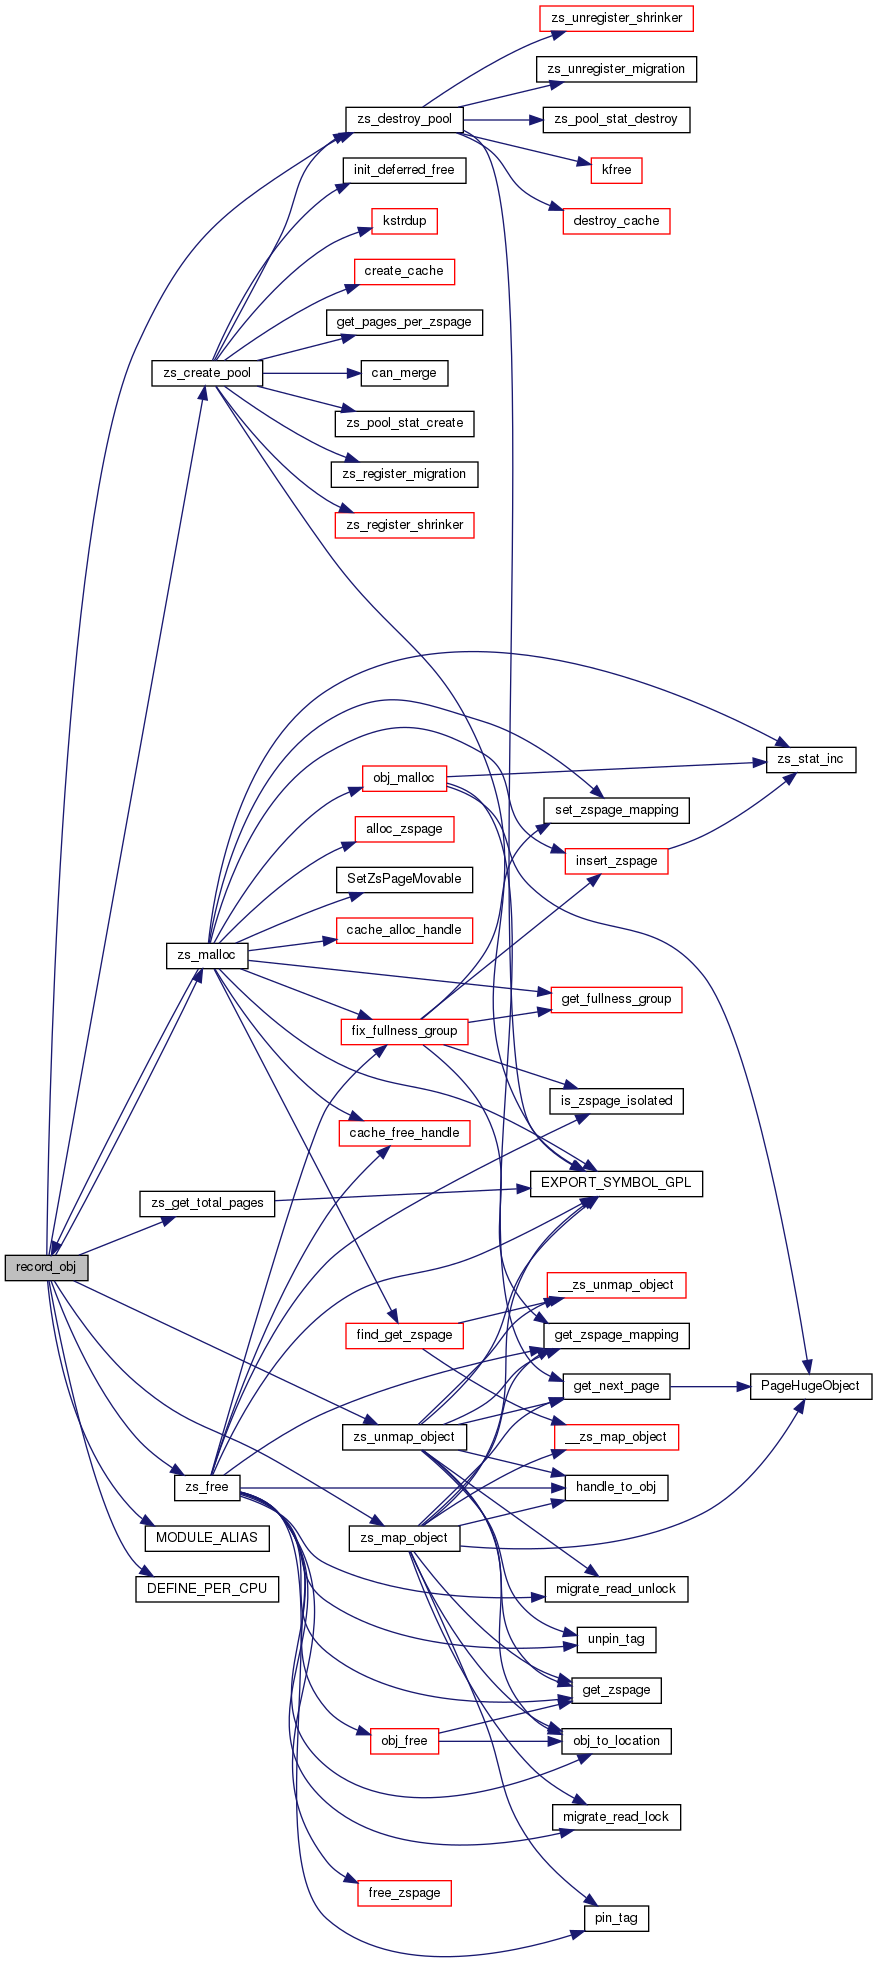 zs_unregister_shrinker
zs_unregister_migration
zs_destroy_pool
zs_pool_stat_destroy
init_deferred_free
kfree
kstrdup
destroy_cache
create_cache
get_pages_per_zspage
zs_create_pool
can_merge
zs_pool_stat_create
zs_register_migration
zs_register_shrinker
zs_stat_inc
obj_malloc
set_zspage_mapping
alloc_zspage
insert_zspage
SetZsPageMovable
cache_alloc_handle
zs_malloc
get_fullness_group
fix_fullness_group
is_zspage_isolated
cache_free_handle
EXPORT_SYMBOL_GPL
zs_get_total_pages
record_obj
__zs_unmap_object
find_get_zspage
get_zspage_mapping
get_next_page
PageHugeObject
zs_unmap_object
__zs_map_object
zs_free
handle_to_obj
MODULE_ALIAS
zs_map_object
DEFINE_PER_CPU
migrate_read_unlock
unpin_tag
get_zspage
obj_free
obj_to_location
migrate_read_lock
free_zspage
pin_tag